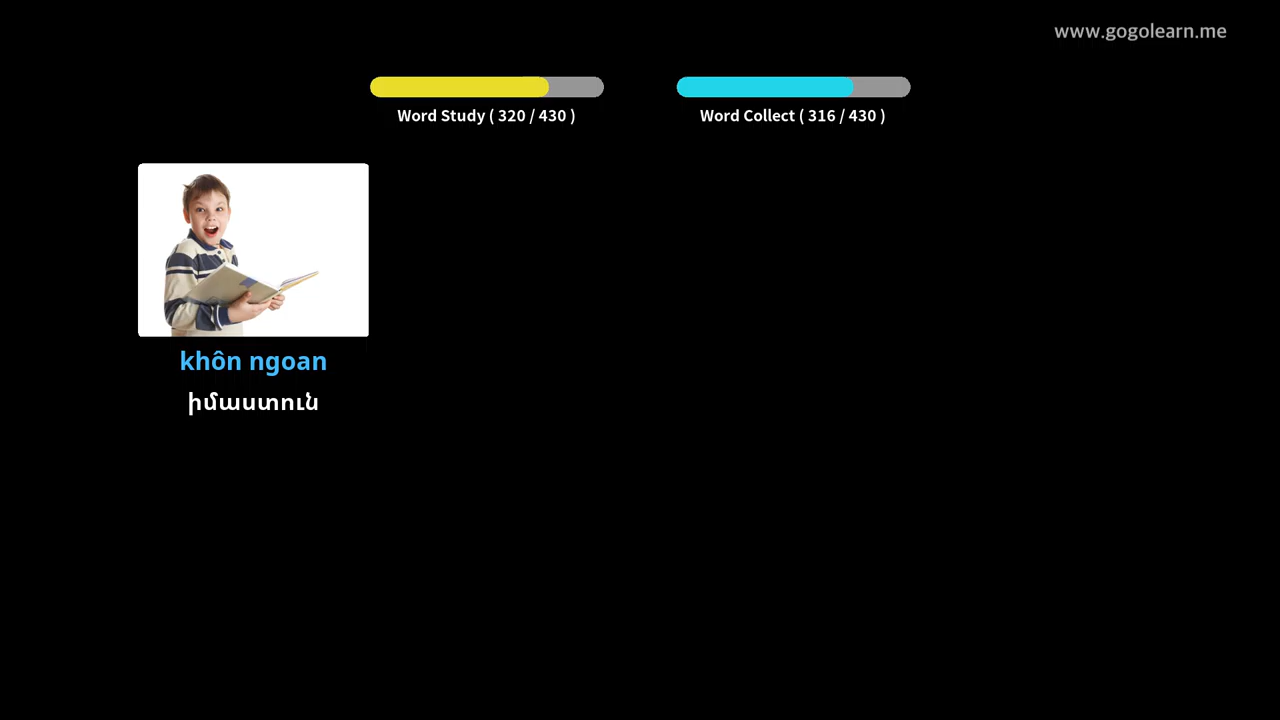 www.gogolearn.me
Word Study ( 320 / 430 )
Word Collect ( 316 / 430 )
khôn ngoan
իմաստուն